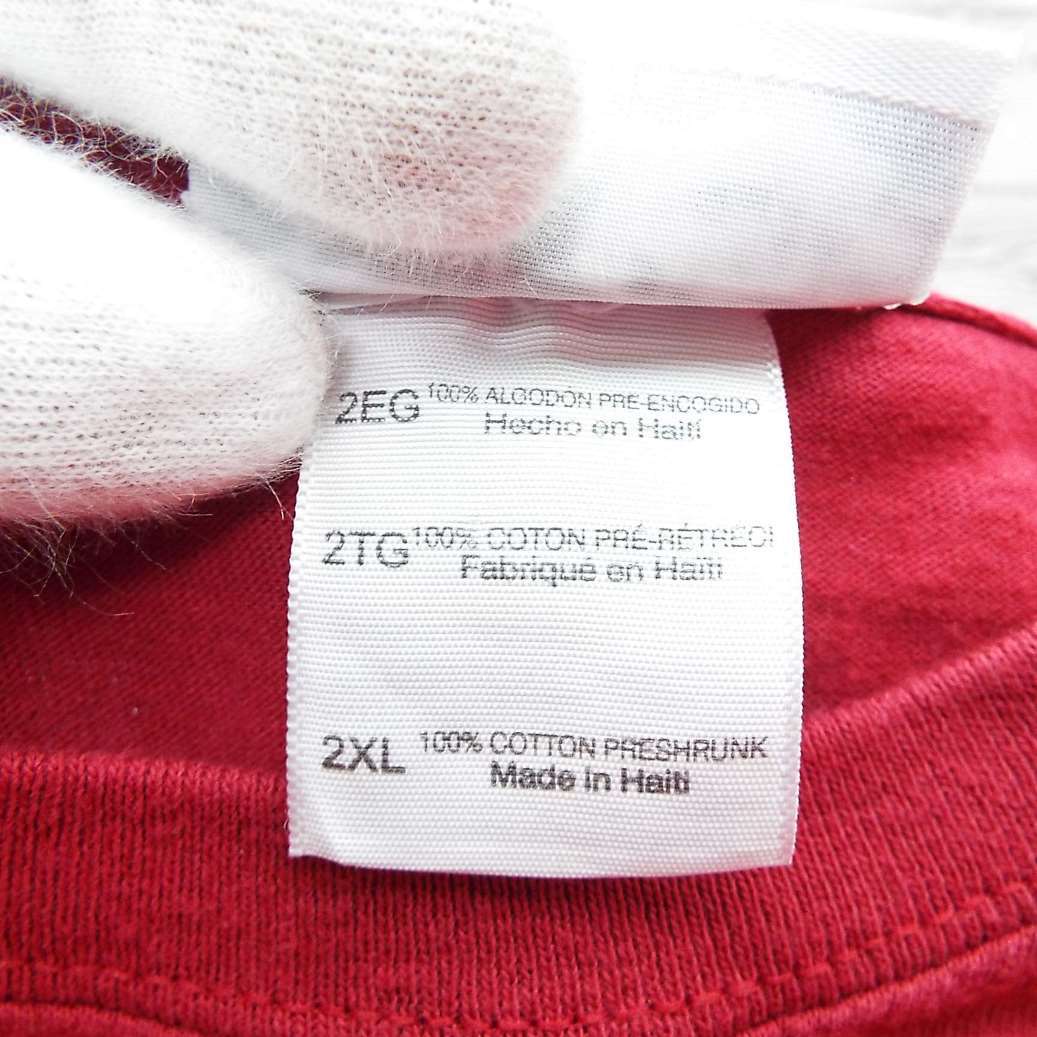 2EG 100% ALGODÓN PRE-ENCOGIDO
Hecho en Haití
2TG 100% COTON PRÉ-RÉTRÉCI
Fabriqué en Haïti
2XL 100% COTTON PRESHRUNK
Made in Haiti